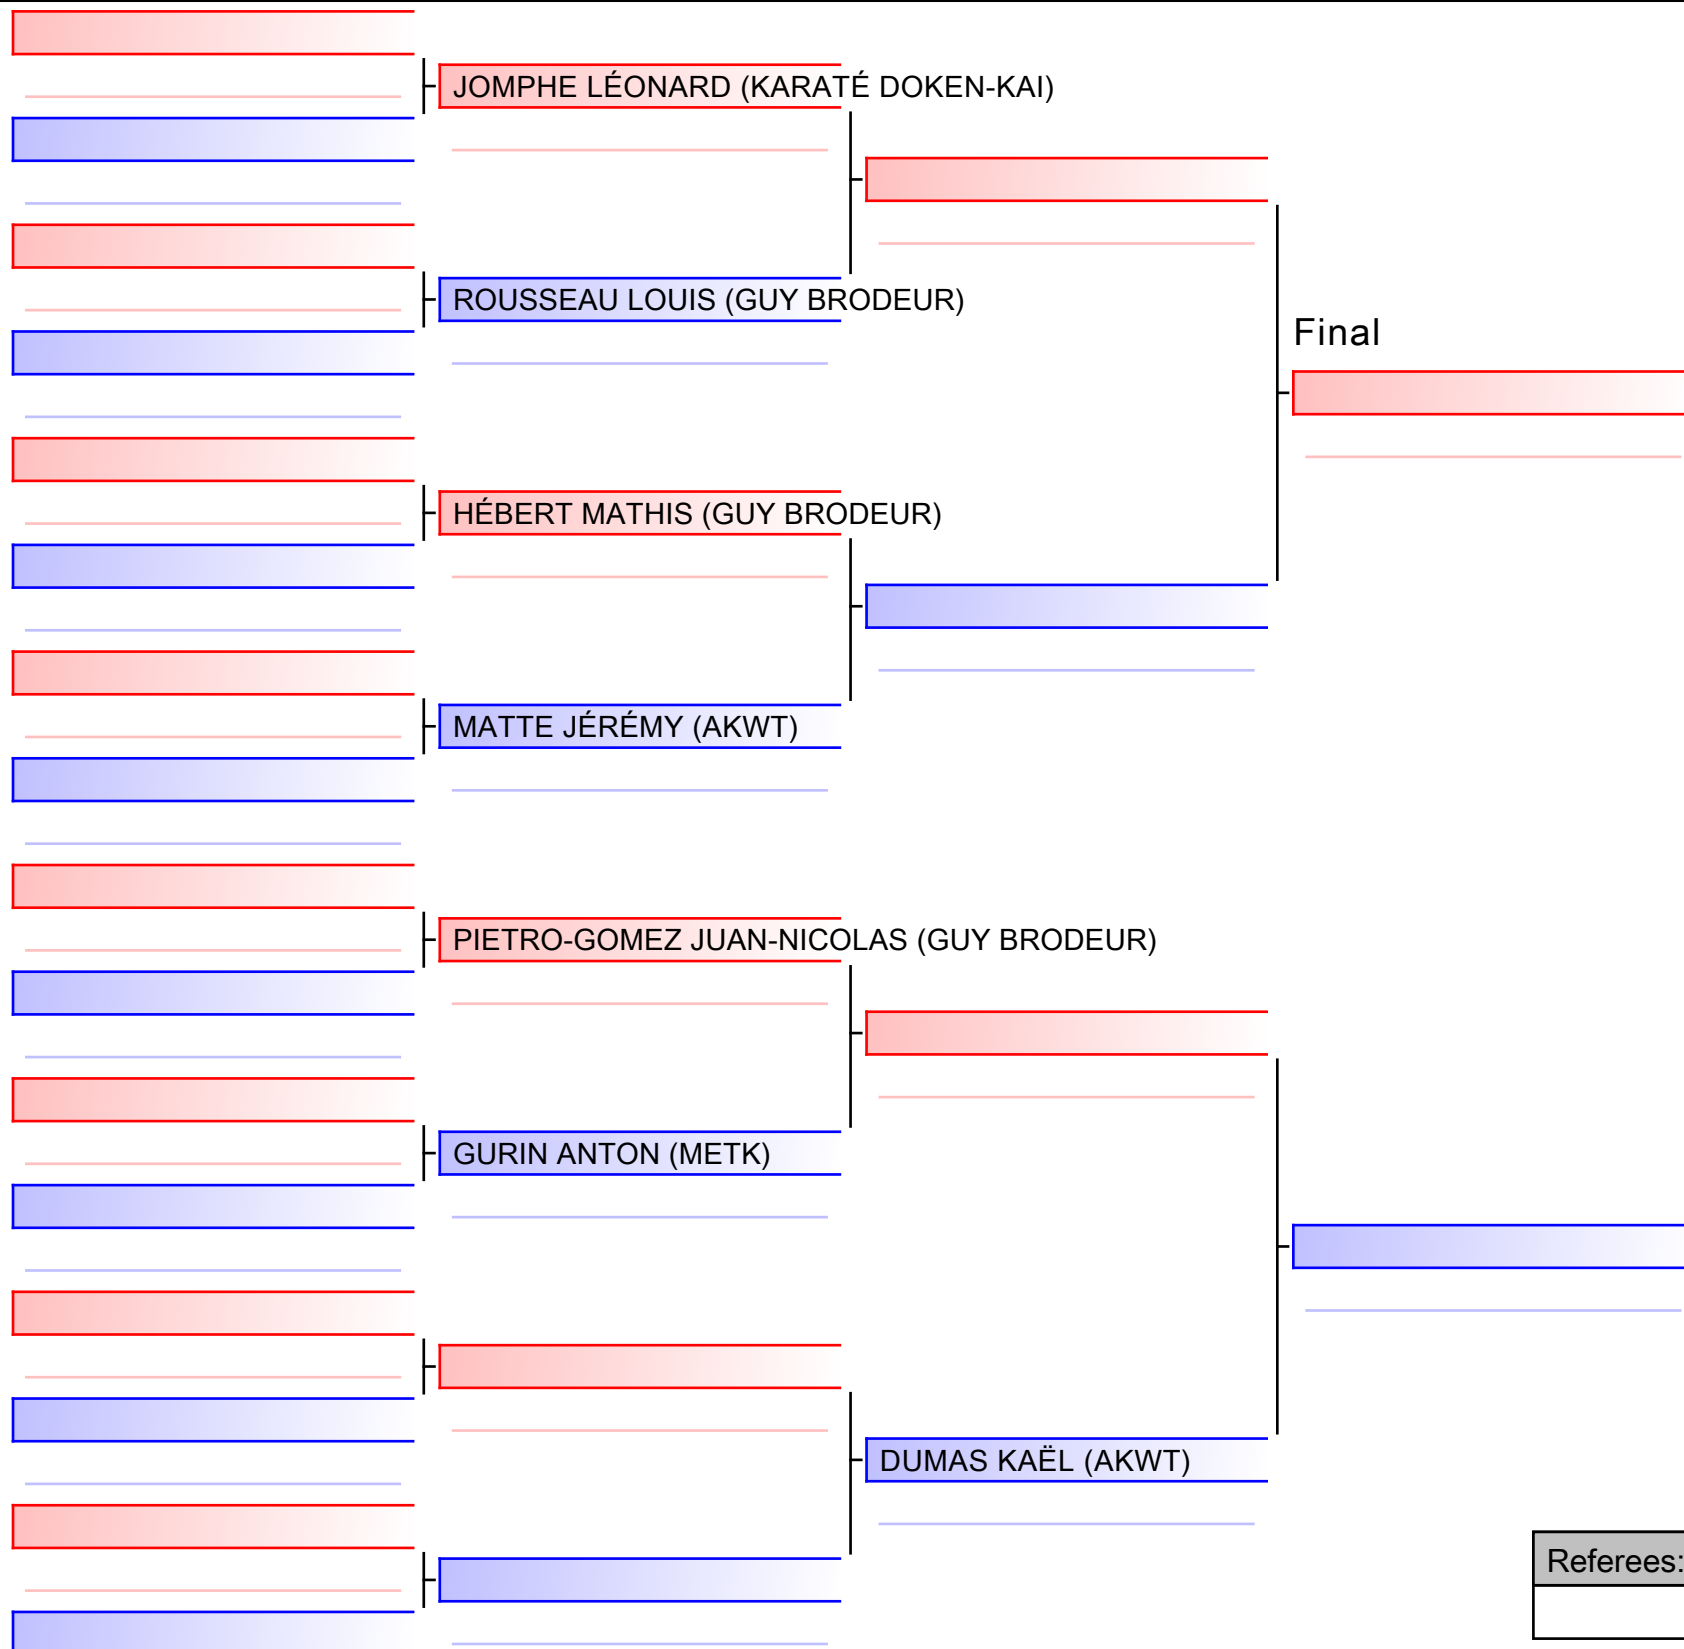 JOMPHE LÉONARD (KARATÉ DOKEN-KAI)
ROUSSEAU LOUIS (GUY BRODEUR)
Final
HÉBERT MATHIS (GUY BRODEUR)
MATTE JÉRÉMY (AKWT)
PIETRO-GOMEZ JUAN-NICOLAS (GUY BRODEUR)
GURIN ANTON (METK)
DUMAS KAËL (AKWT)
Referees: